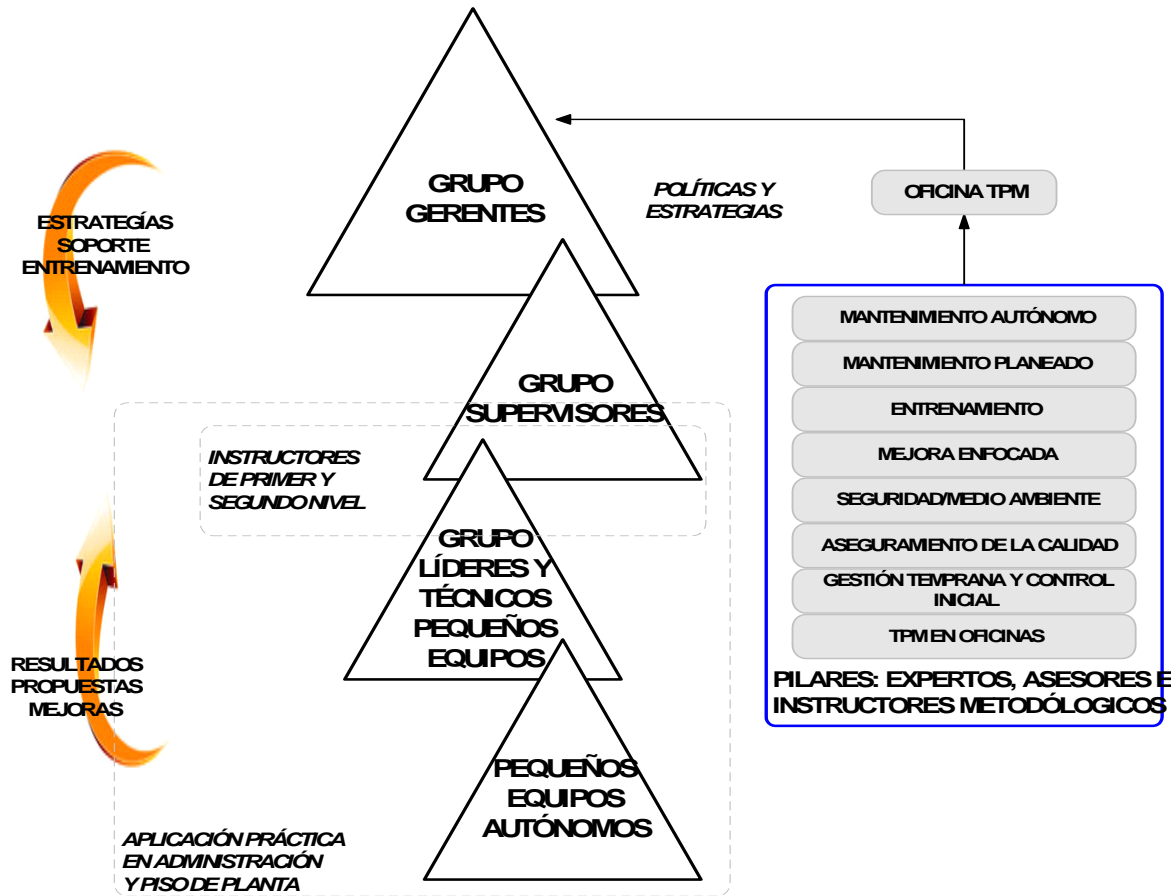 GRUPO
GERENTES
POLÍTICAS Y
ESTRATEGIAS
OFICINA TPM
ESTRATEGÍAS
SOPORTE
ENTRENAMIENTO
MANTENIMIENTO AUTÓNOMO
MANTENIMIENTO PLANEADO
ENTRENAMIENTO
MEJORA ENFOCADA
SEGURIDAD/MEDIO AMBIENTE
ASEGURAMIENTO DE LA CALIDAD
GESTIÓN TEMPRANA Y CONTROL
INICIAL
TPM EN OFICINAS
PILARES: EXPERTOS, ASESORES E
INSTRUCTORES METODÓLOGICOS
GRUPO
SUPERVISORES
INSTRUCTORES
DE PRIMER Y
SEGUNDO NIVEL
GRUPO
LÍDERES Y
TÉCNICOS
PEQUEÑOS
EQUIPOS
RESULTADOS
PROPUESTAS
MEJORAS
PEQUEÑOS
EQUIPOS
AUTÓNOMOS
APLICACIÓN PRÁCTICA
EN ADMINISTRACIÓN
Y PISO DE PLANTA